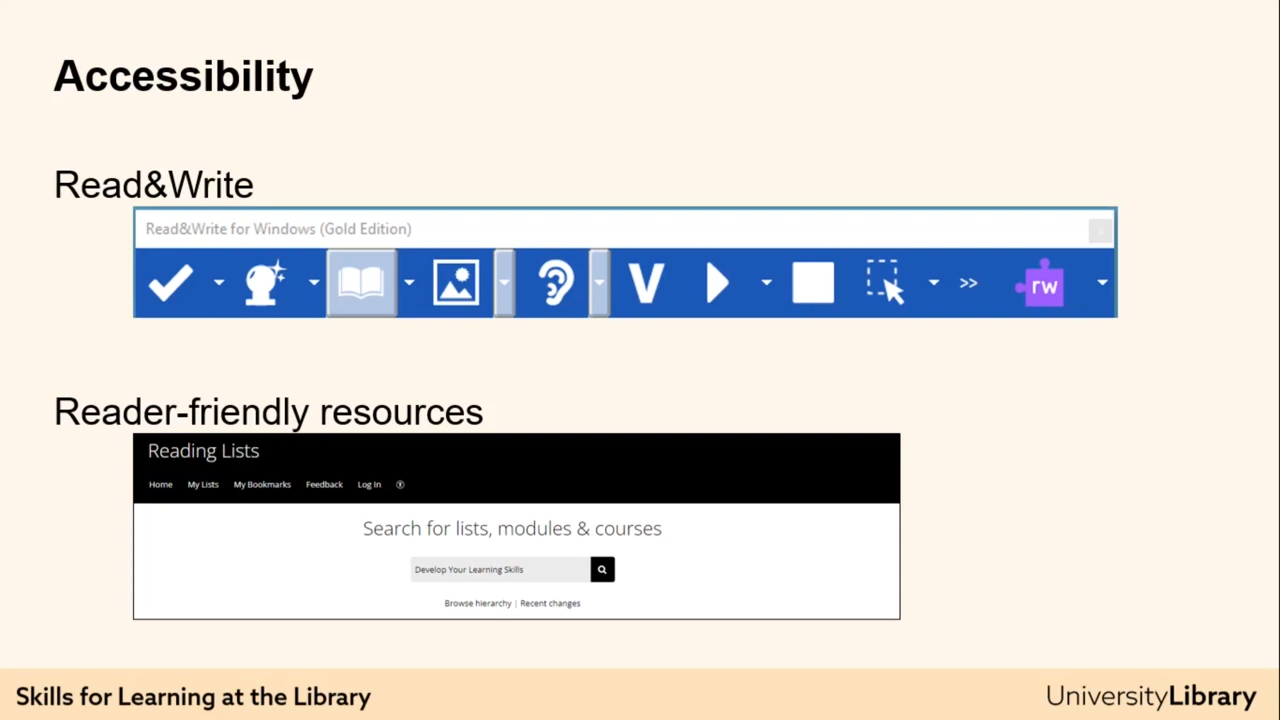 Accessibility
Read&Write
Read&Write for Windows (Gold Edition)
V >> rw
Reader-friendly resources
Reading Lists
Home My Lists My Bookmarks Feedback Log In
Search for lists, modules & courses
Develop Your Learning Skills
Browse hierarchy | Recent changes
Skills for Learning at the Library UniversityLibrary